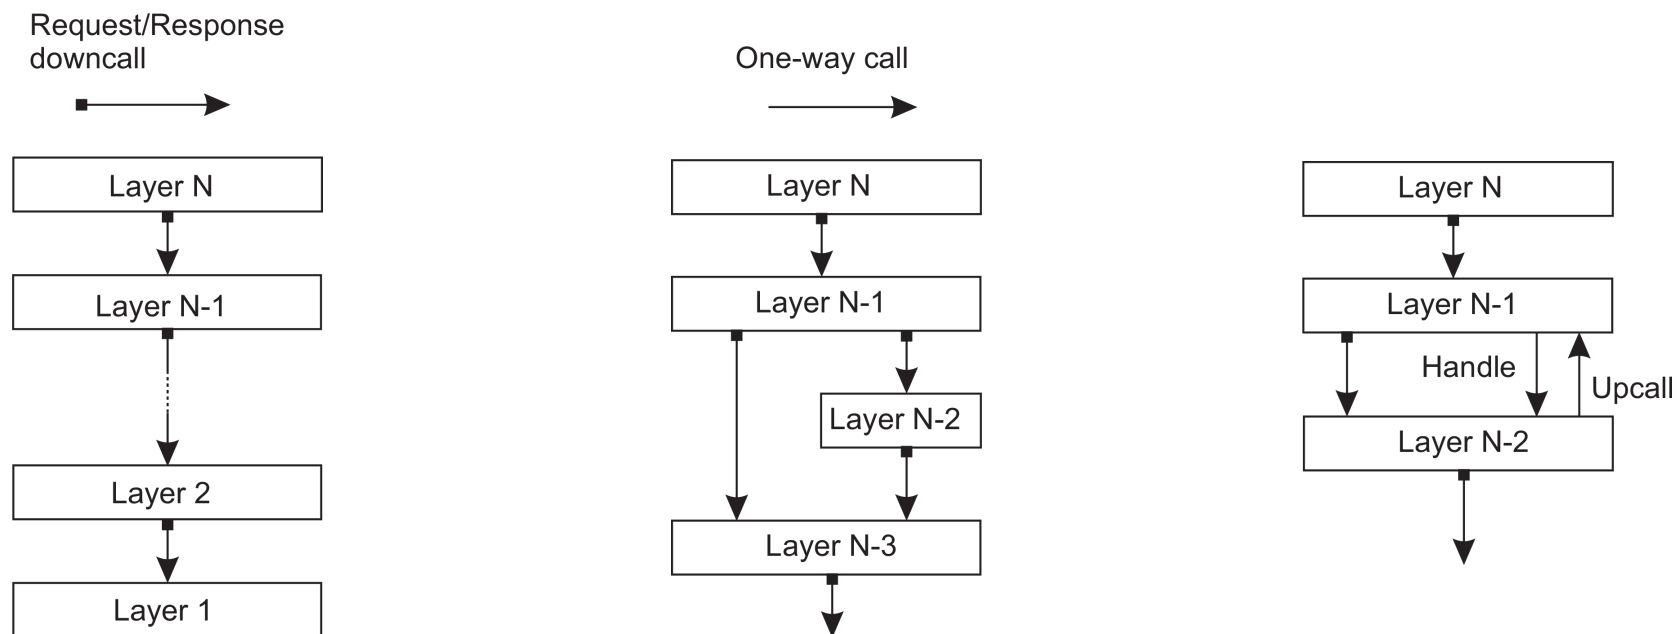 Request/Response
downcall
One-way call
Layer N
Layer N-1
Layer 2
Layer 1
Layer N
Layer N-1
Layer N-2
Layer N-3
Layer N
Layer N-1
Handle
Upcall
Layer N-2